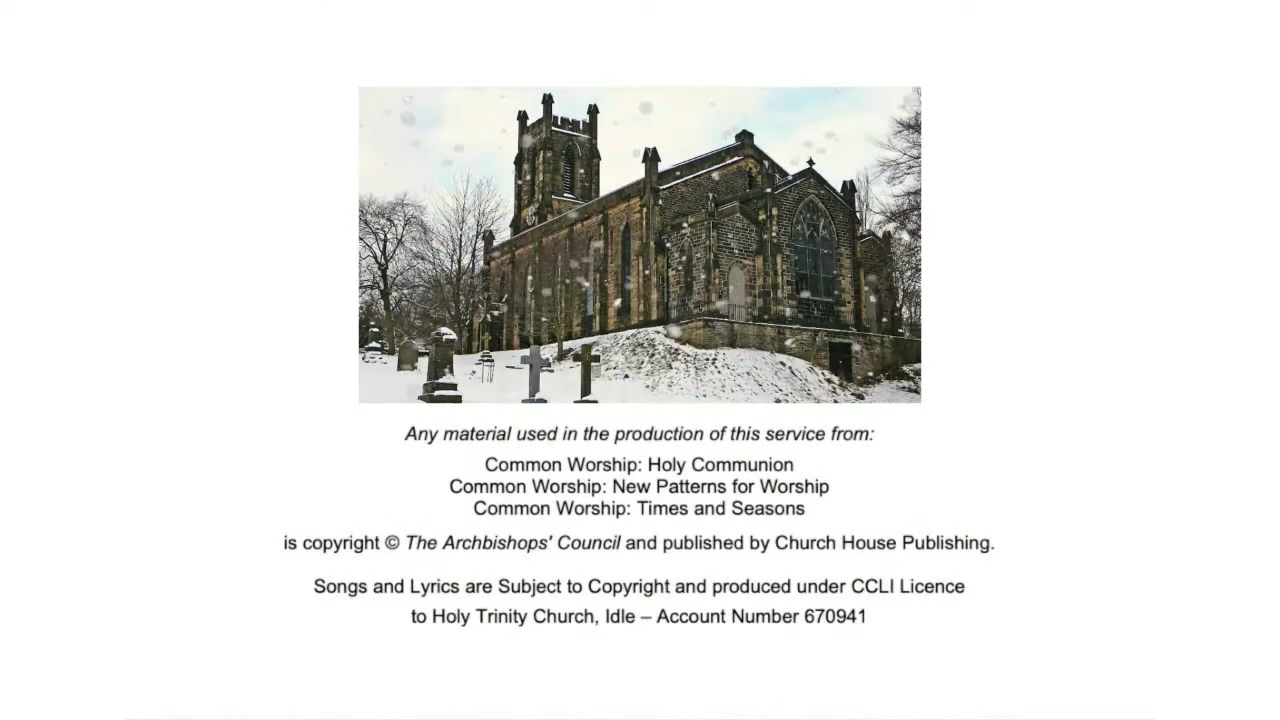 Any material used in the production of this service from:
Common Worship: Holy Communion
Common Worship: New Patterns for Worship
Common Worship: Times and Seasons
is copyright © The Archbishops' Council and published by Church House Publishing.
Songs and Lyrics are Subject to Copyright and produced under CCLI Licence
to Holy Trinity Church, Idle – Account Number 670941